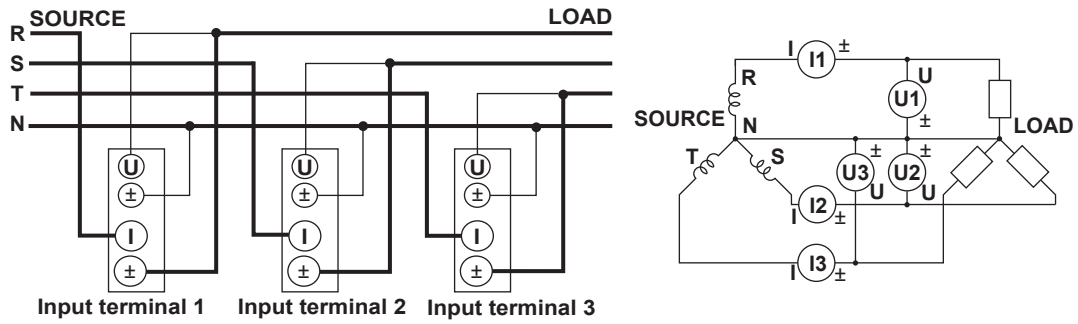 SOURCE LOAD
R
S
T
N
U U U
± ± ±
I I I
± ± ±
Input terminal 1 Input terminal 2 Input terminal 3
I I1 ±
R U
U1
±
SOURCE N LOAD
± ±
T S U3 U2
U U
I I2 ±
I I3 ±